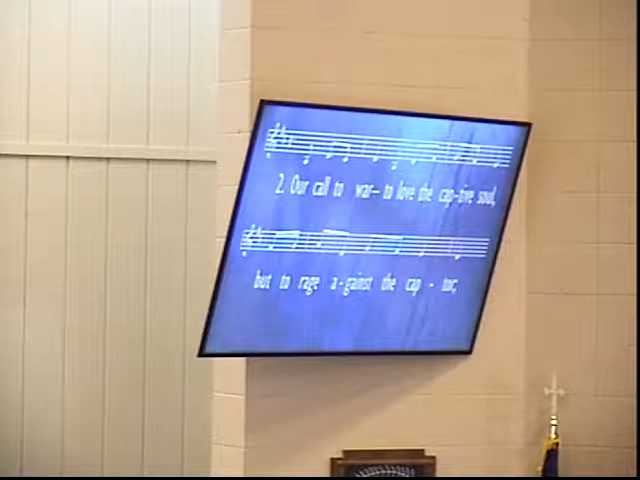 2. Our call to war– to love the cap-tive soul,
but to rage a-gainst the cap - tor;